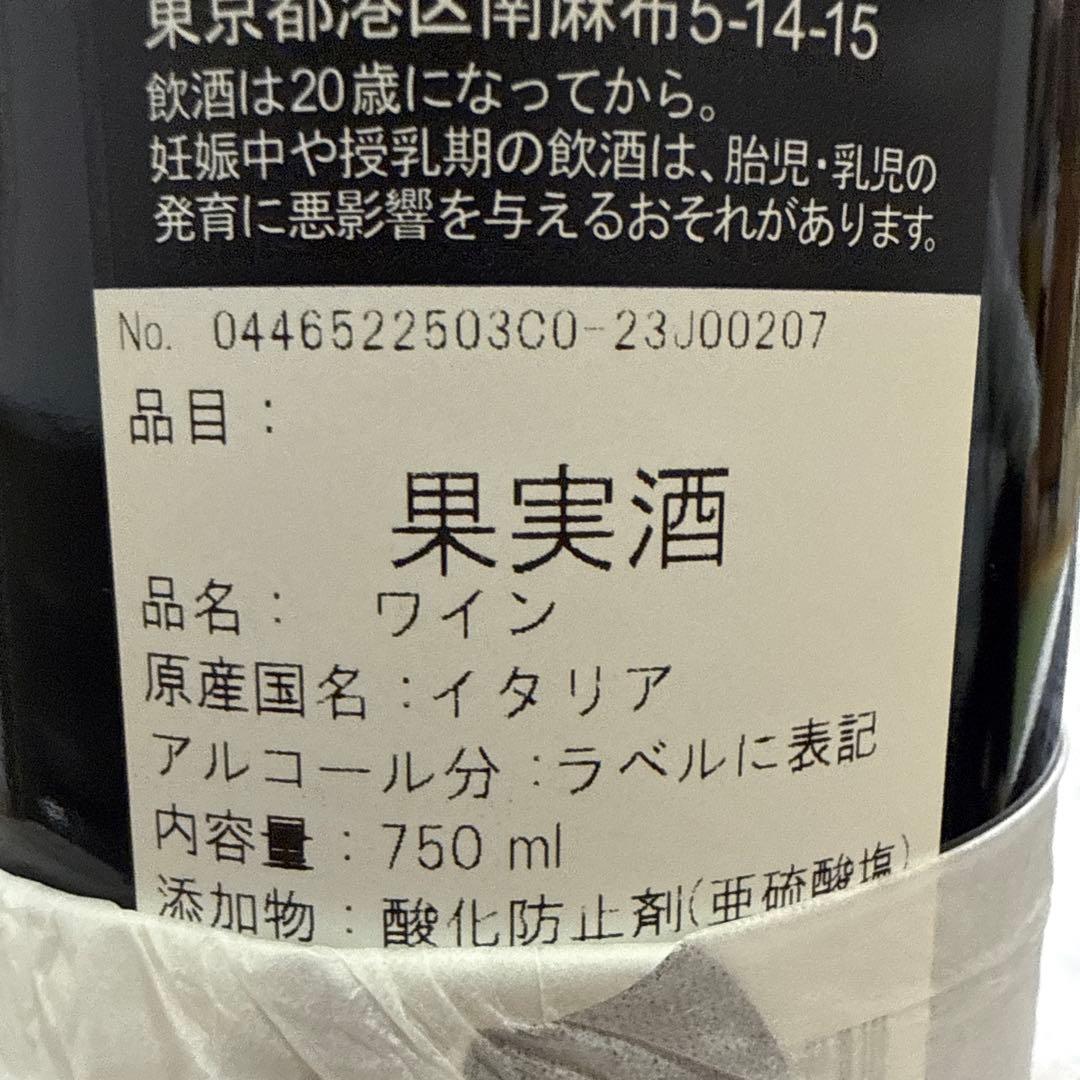 東京都港区南麻布5-14-15
飲酒は20歳になってから。
妊娠中や授乳期の飲酒は、胎児・乳児の
発育に悪影響を与えるおそれがあります。
No. 0446522503C0-23J00207
品目：
果実酒
品名： ワイン
原産国名：イタリア
アルコール分：ラベルに表記
内容量：750 ml
添加物：酸化防止剤(亜硫酸塩)